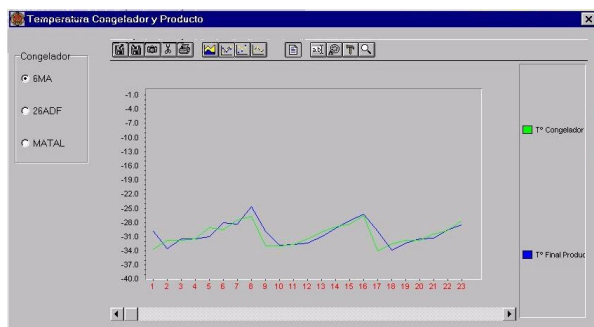 Temperatura Congelador y Producto
Congelador
6MA
26ADF
MATAL
-1.0
-4.0
-7.0
-10.0
-13.0
-16.0
-19.0
-22.0
-25.0
-28.0
-31.0
-34.0
-37.0
-40.0
1 2 3 4 5 6 7 8 9 10 11 12 13 14 15 16 17 18 19 20 21 22 23
Tº Congelador
Tº Final Produc